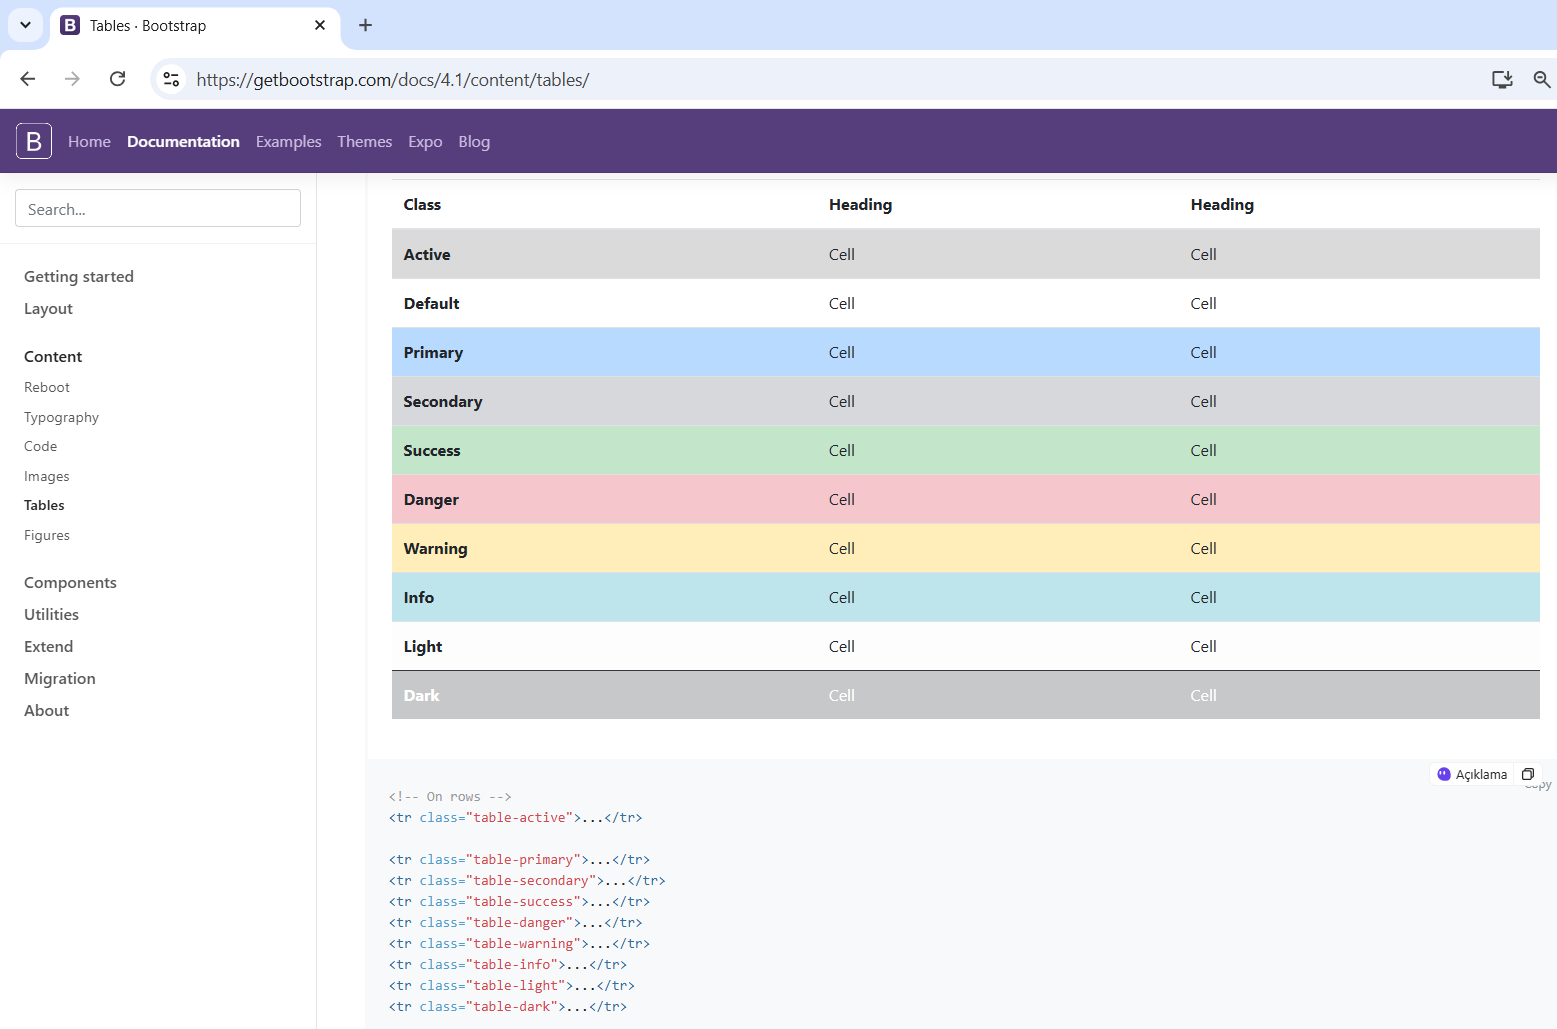 B Tables · Bootstrap
https://getbootstrap.com/docs/4.1/content/tables/
B Home Documentation Examples Themes Expo Blog
Search...
Getting started
Layout
Content
Reboot
Typography
Code
Images
Tables
Figures
Components
Utilities
Extend
Migration
About
Class Heading Heading
Active Cell Cell
Default Cell Cell
Primary Cell Cell
Secondary Cell Cell
Success Cell Cell
Danger Cell Cell
Warning Cell Cell
Info Cell Cell
Light Cell Cell
Dark Cell Cell
Açıklama
Copy
<!-- On rows -->
<tr class="table-active">...</tr>
<tr class="table-primary">...</tr>
<tr class="table-secondary">...</tr>
<tr class="table-success">...</tr>
<tr class="table-danger">...</tr>
<tr class="table-warning">...</tr>
<tr class="table-info">...</tr>
<tr class="table-light">...</tr>
<tr class="table-dark">...</tr>